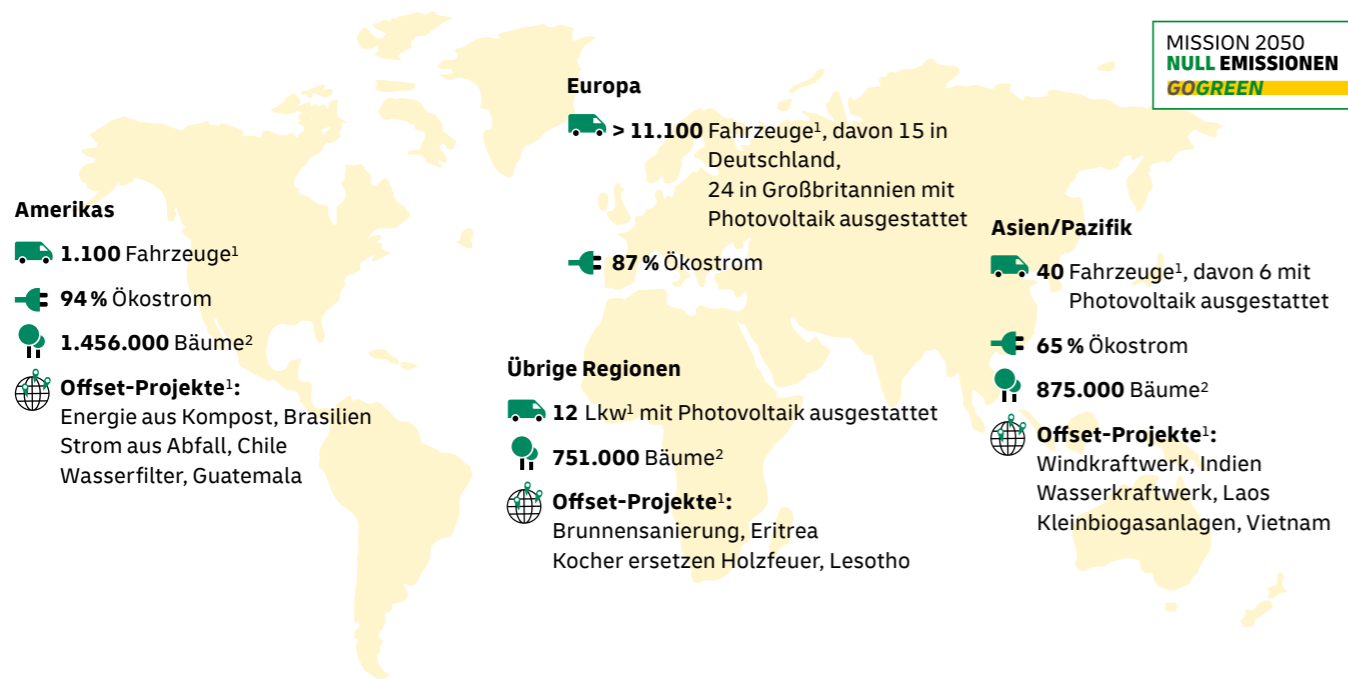 MISSION 2050
NULL EMISSIONEN
GOGREEN
Europa
> 11.100 Fahrzeuge¹, davon 15 in
Deutschland,
24 in Großbritannien mit
Photovoltaik ausgestattet
87 % Ökostrom
Amerikas
1.100 Fahrzeuge¹
94 % Ökostrom
1.456.000 Bäume²
Offset-Projekte¹:
Energie aus Kompost, Brasilien
Strom aus Abfall, Chile
Wasserfilter, Guatemala
Übrige Regionen
12 Lkw¹ mit Photovoltaik ausgestattet
751.000 Bäume²
Offset-Projekte¹:
Brunnensanierung, Eritrea
Kocher ersetzen Holzfeuer, Lesotho
Asien/Pazifik
40 Fahrzeuge¹, davon 6 mit
Photovoltaik ausgestattet
65 % Ökostrom
875.000 Bäume²
Offset-Projekte¹:
Windkraftwerk, Indien
Wasserkraftwerk, Laos
Kleinbiogasanlagen, Vietnam